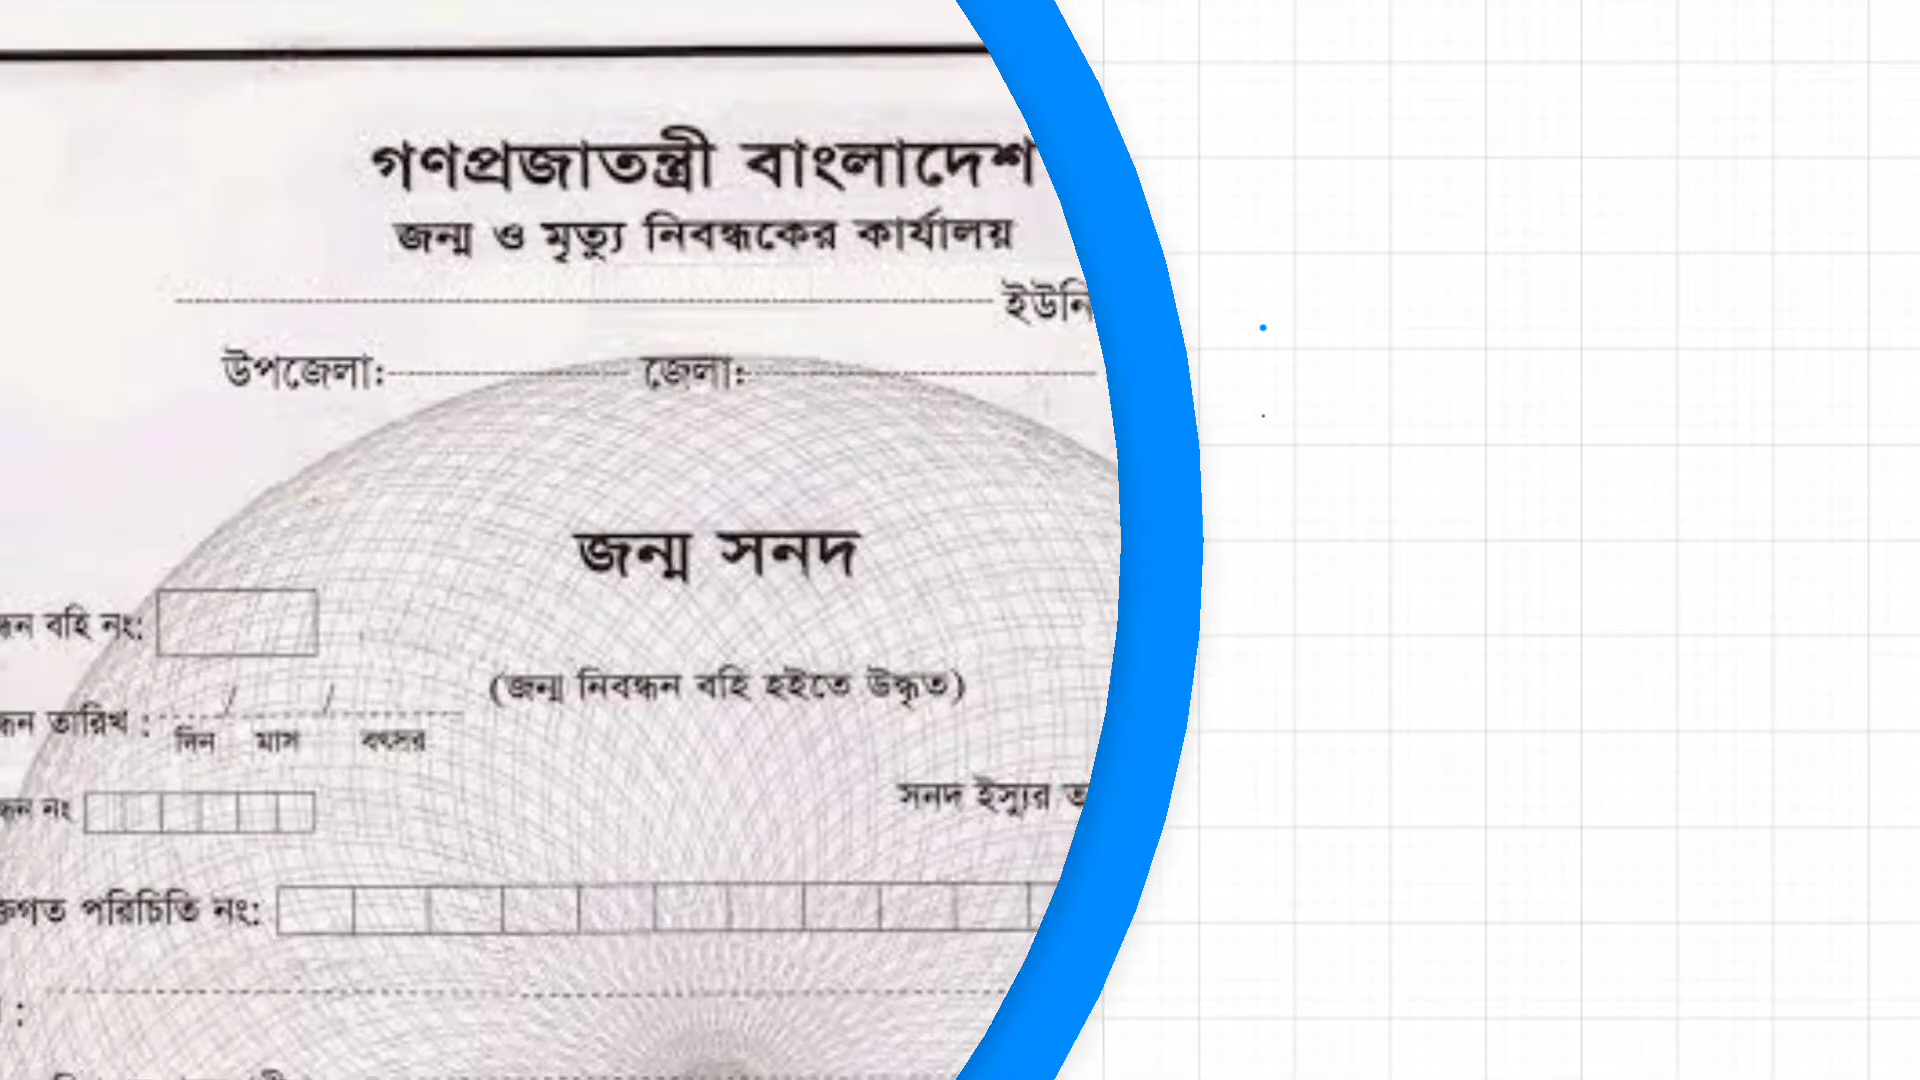 গণপ্রজাতন্ত্রী বাংলাদেশ
জন্ম ও মৃত্যু নিবন্ধকের কার্যালয়
উপজেলা: জেলা:
জন্ম সনদ
বহি নং:
(জন্ম নিবন্ধন বহি হইতে উদ্ধৃত)
তারিখ :
দিন মাস বৎসর
নং
সনদ ইস্যুর
পরিচিতি নং: